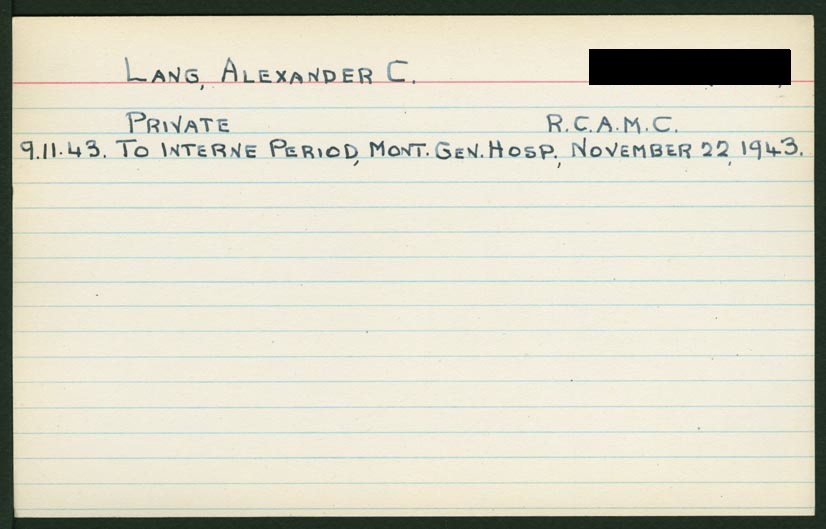 LANG, ALEXANDER C.
PRIVATE R.C.A.M.C.
9.11.43. TO INTERNE PERIOD, MONT. GEN. HOSP., NOVEMBER 22, 1943.